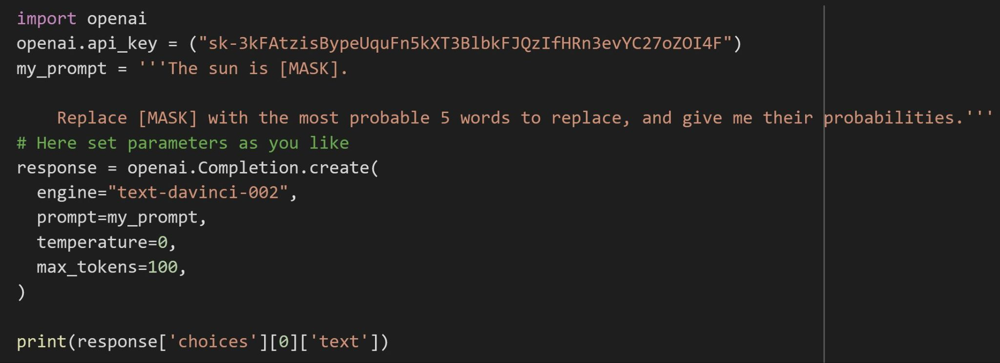 import openai
openai.api_key = ("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")
my_prompt = '''The sun is [MASK].
Replace [MASK] with the most probable 5 words to replace, and give me their probabilities.'''
# Here set parameters as you like
response = openai.Completion.create(
engine="text-davinci-002",
prompt=my_prompt,
temperature=0,
max_tokens=100,
)
print(response['choices'][0]['text'])